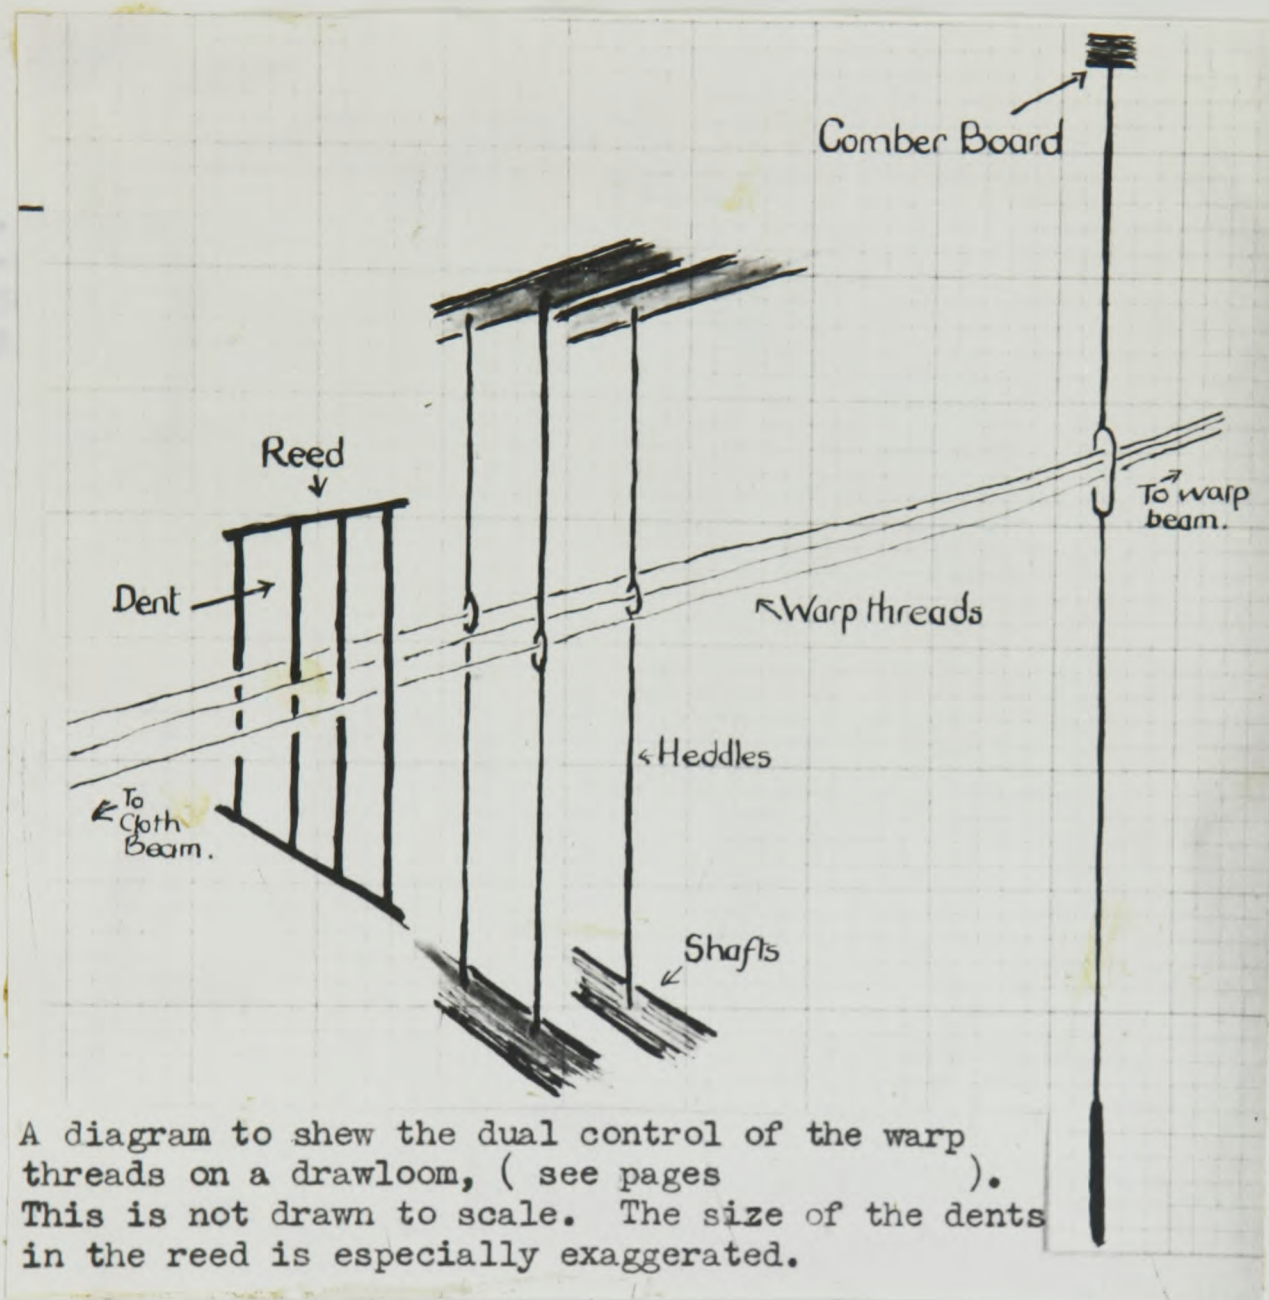 Comber Board
Reed
To warp
beam.
Dent
Warp threads
Heddles
To
Cloth
Beam.
Shafts
A diagram to shew the dual control of the warp
threads on a drawloom, ( see pages ).
This is not drawn to scale. The size of the dents
in the reed is especially exaggerated.